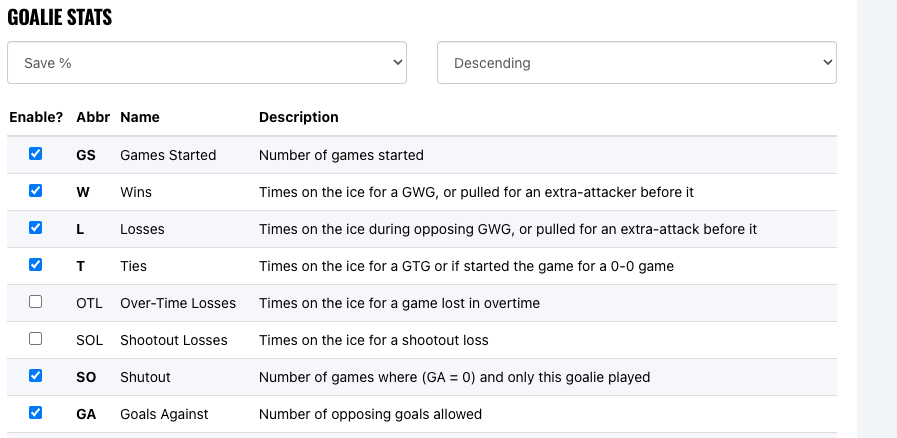 GOALIE STATS
Save % Descending
Enable? Abbr Name Description
GS Games Started Number of games started
W Wins Times on the ice for a GWG, or pulled for an extra-attacker before it
L Losses Times on the ice during opposing GWG, or pulled for an extra-attack before it
T Ties Times on the ice for a GTG or if started the game for a 0-0 game
OTL Over-Time Losses Times on the ice for a game lost in overtime
SOL Shootout Losses Times on the ice for a shootout loss
SO Shutout Number of games where (GA = 0) and only this goalie played
GA Goals Against Number of opposing goals allowed